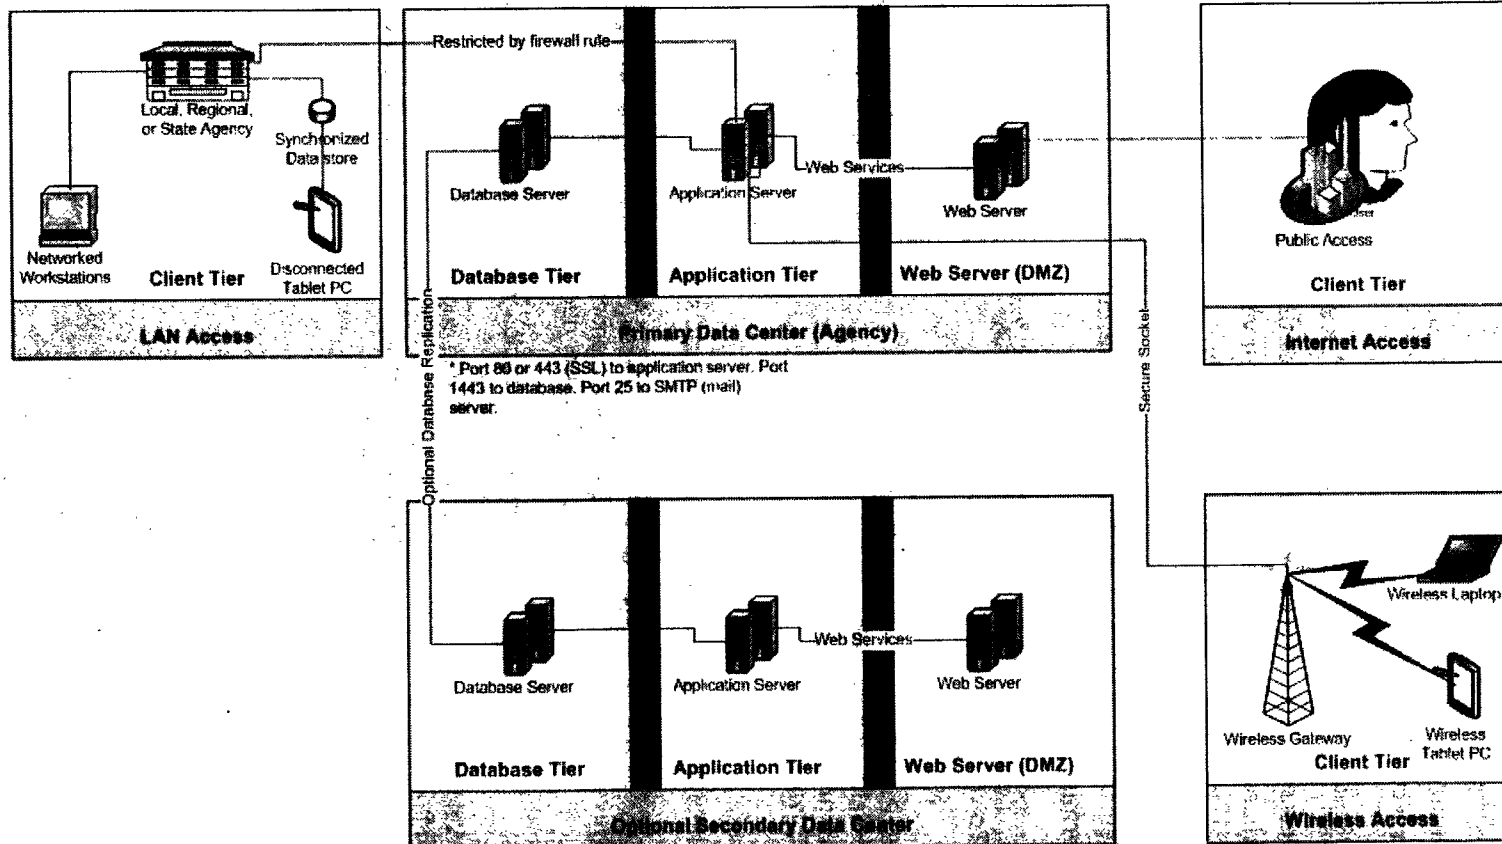 Local, Regional,
or State Agency
Synchronized
Data store
Networked
Workstations
Client Tier
Disconnected
Tablet PC
LAN Access
Restricted by firewall rule
Database Server
Application Server
Web Services
Web Server
Database Tier
Application Tier
Web Server (DMZ)
Primary Data Center (Agency)
* Port 80 or 443 (SSL) to application server. Port
1443 to database. Port 25 to SMTP (mail)
server.
Optional Database Replication
Public Access
Client Tier
Internet Access
Secure Socket
Database Server
Application Server
Web Services
Web Server
Database Tier
Application Tier
Web Server (DMZ)
Optional Secondary Data Center
Wireless Laptop
Wireless Gateway
Wireless
Tablet PC
Client Tier
Wireless Access